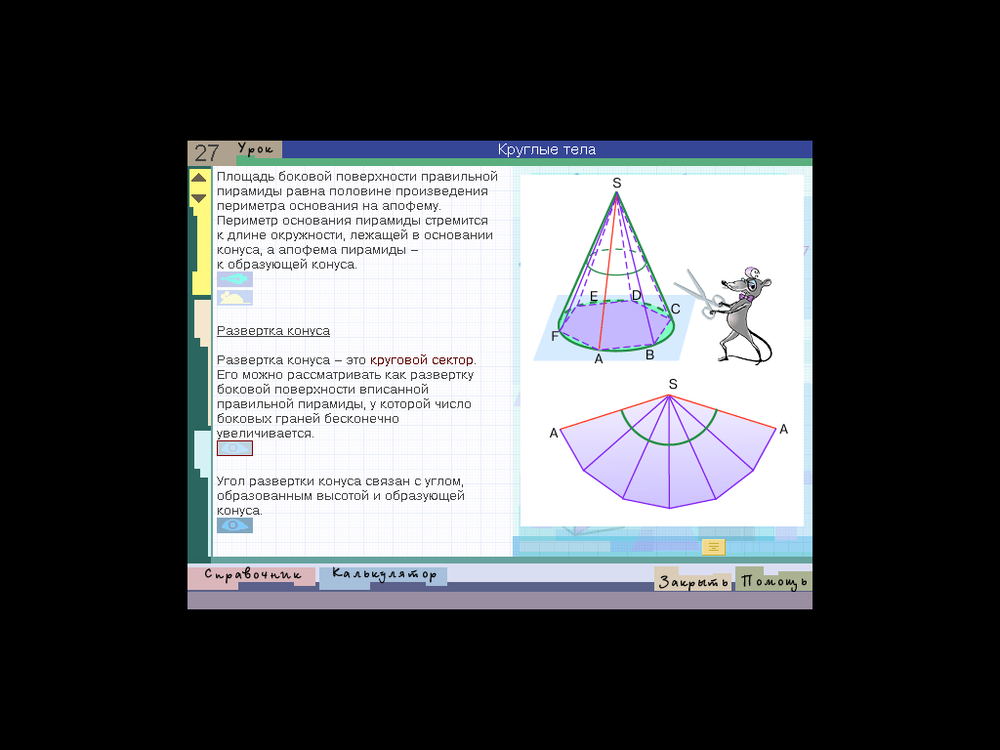 27 Урок
Круглые тела
Площадь боковой поверхности правильной
пирамиды равна половине произведения
периметра основания на апофему.
Периметр основания пирамиды стремится
к длине окружности, лежащей в основании
конуса, а апофема пирамиды –
к образующей конуса.
Развертка конуса
Развертка конуса – это круговой сектор.
Его можно рассматривать как развертку
боковой поверхности вписанной
правильной пирамиды, у которой число
боковых граней бесконечно
увеличивается.
Угол развертки конуса связан с углом,
образованным высотой и образующей
конуса.
S
E D
C
F
B
A
S
A A
Справочник Калькулятор Закрыть Помощь